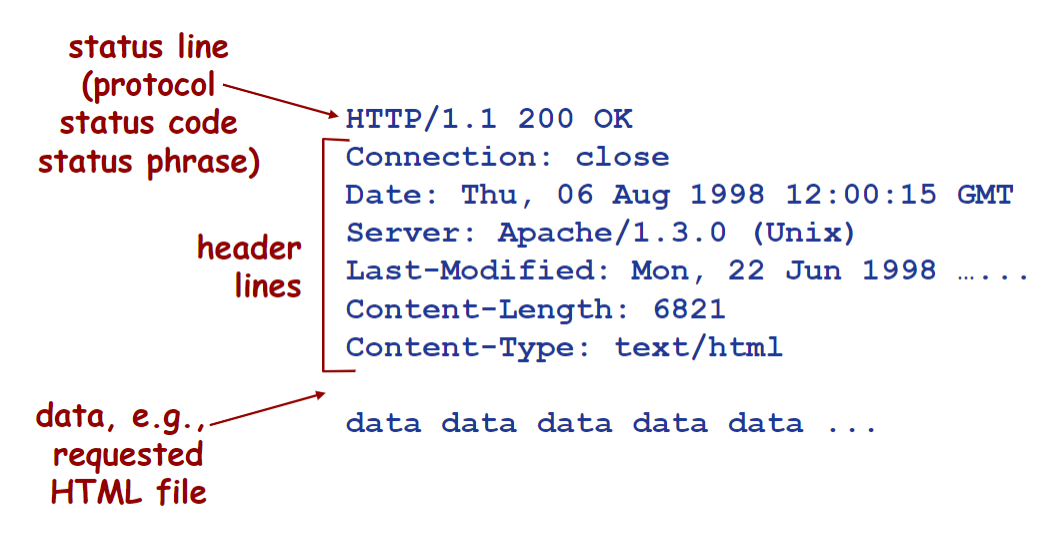 status line
(protocol
status code
status phrase)
HTTP/1.1 200 OK
Connection: close
Date: Thu, 06 Aug 1998 12:00:15 GMT
Server: Apache/1.3.0 (Unix)
Last-Modified: Mon, 22 Jun 1998 …...
Content-Length: 6821
Content-Type: text/html
header
lines
data, e.g.,
requested
HTML file
data data data data data ...